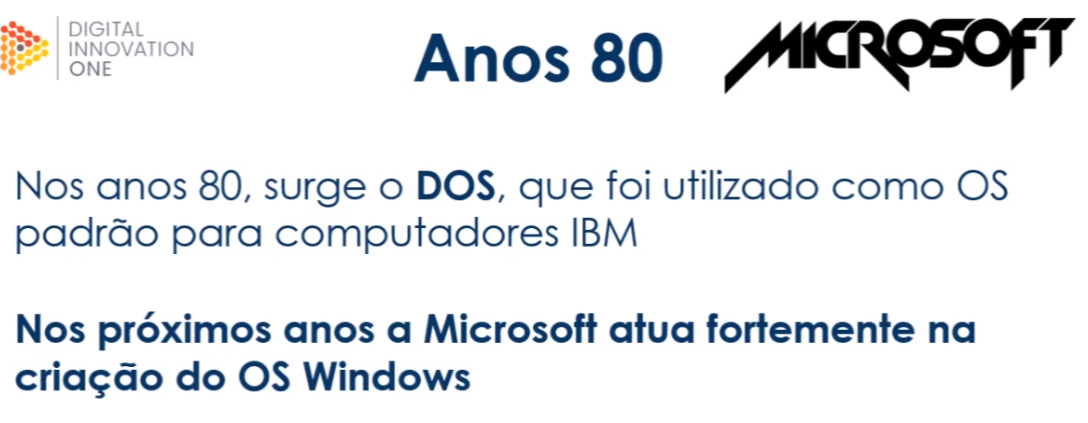 DIGITAL
INNOVATION
ONE
Anos 80
MICROSOFT
Nos anos 80, surge o DOS, que foi utilizado como OS
padrão para computadores IBM
Nos próximos anos a Microsoft atua fortemente na
criação do OS Windows